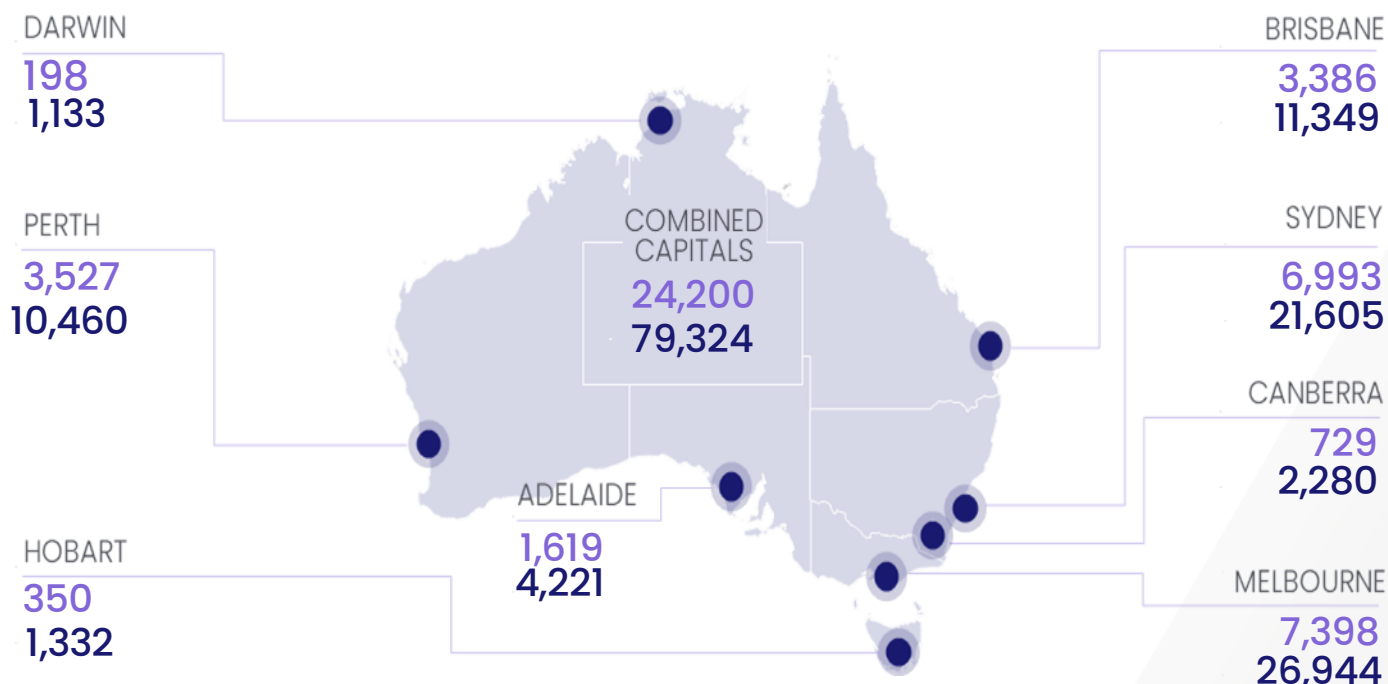 DARWIN
198
1,133
PERTH
3,527
10,460
HOBART
350
1,332
COMBINED
CAPITALS
24,200
79,324
ADELAIDE
1,619
4,221
BRISBANE
3,386
11,349
SYDNEY
6,993
21,605
CANBERRA
729
2,280
MELBOURNE
7,398
26,944